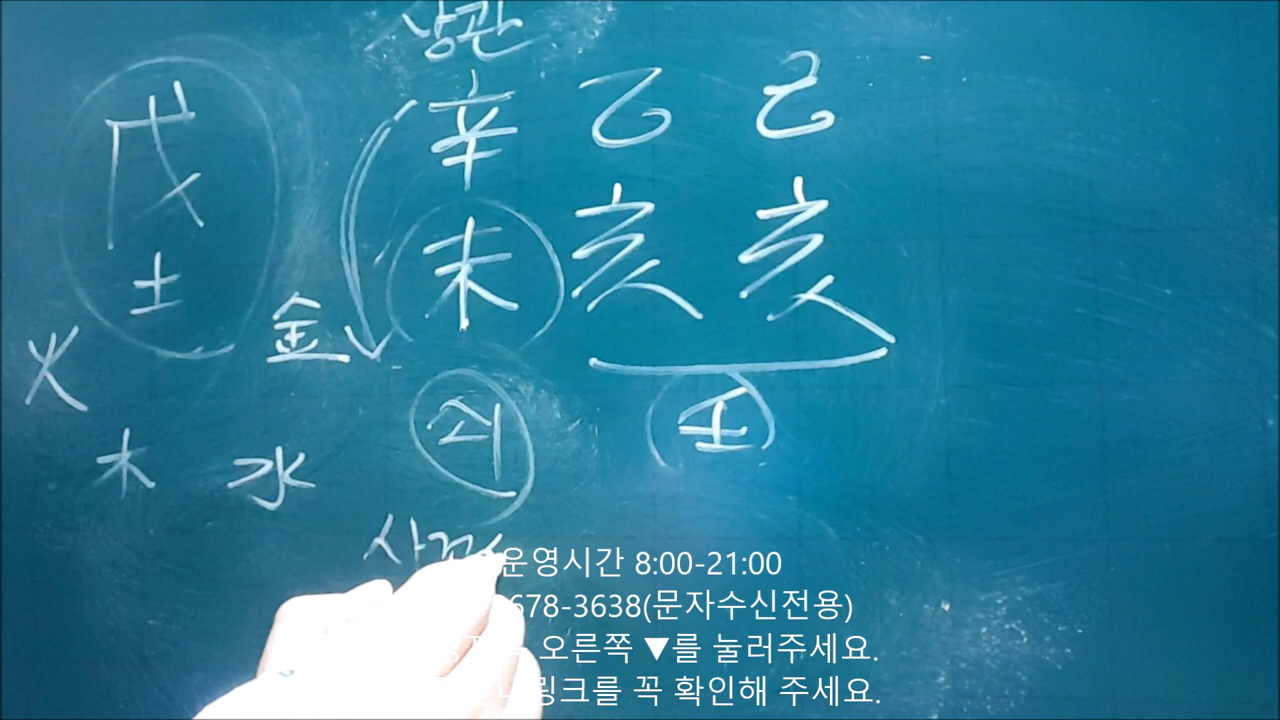 상관
辛 乙 己
戊 未 亥 亥
土 金
火 쇠 壬
木 水
사
운영시간 8:00-21:00
678-3638(문자수신전용)
오른쪽 ▼를 눌러주세요.
링크를 꼭 확인해 주세요.